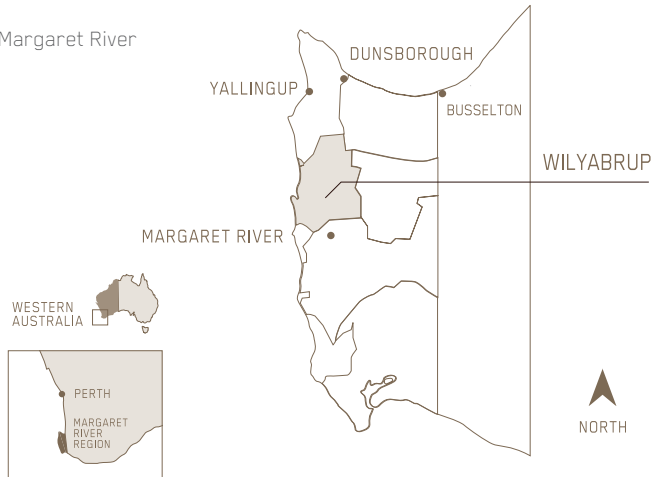 Margaret River
DUNSBOROUGH
YALLINGUP
BUSSELTON
WILYABRUP
MARGARET RIVER
WESTERN
AUSTRALIA
PERTH
MARGARET
RIVER
REGION
NORTH